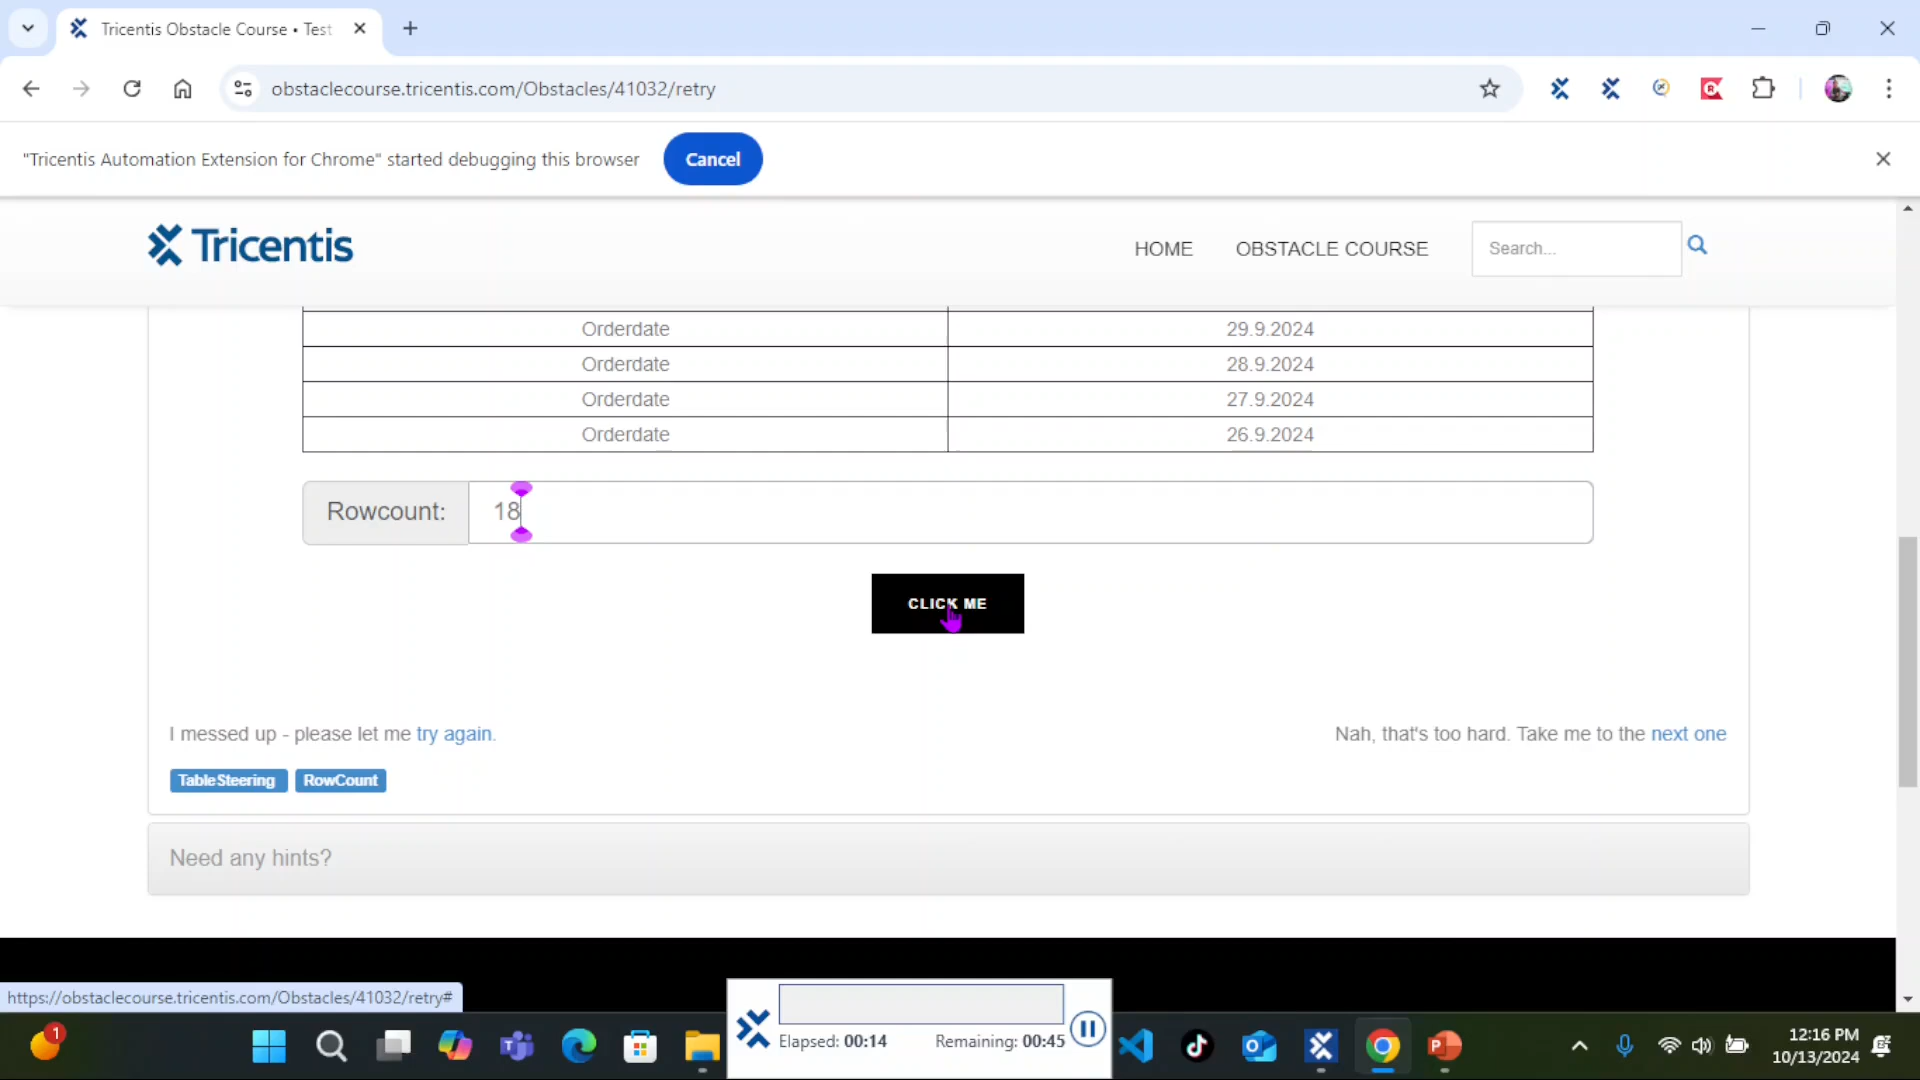 Tricentis Obstacle Course • Test
obstaclecourse.tricentis.com/Obstacles/41032/retry
"Tricentis Automation Extension for Chrome" started debugging this browser
Cancel
Tricentis
HOME
OBSTACLE COURSE
Search...
Orderdate 29.9.2024
Orderdate 28.9.2024
Orderdate 27.9.2024
Orderdate 26.9.2024
Rowcount: 18
CLICK ME
I messed up - please let me try again.
Nah, that's too hard. Take me to the next one
TableSteering RowCount
Need any hints?
https://obstaclecourse.tricentis.com/Obstacles/41032/retry#
Elapsed: 00:14 Remaining: 00:45
1
12:16 PM
10/13/2024